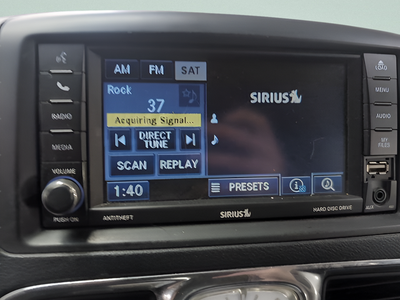 AM FM SAT
LOAD
Rock
37
SIRIUS
MENU
Acquiring Signal...
RADIO
AUDIO
DIRECT
TUNE
MEDIA
MY
FILES
SCAN REPLAY
VOLUME
1:40
PRESETS
PUSH-ON
ANTITHEFT
SIRIUS
HARD DISC DRIVE
AUX